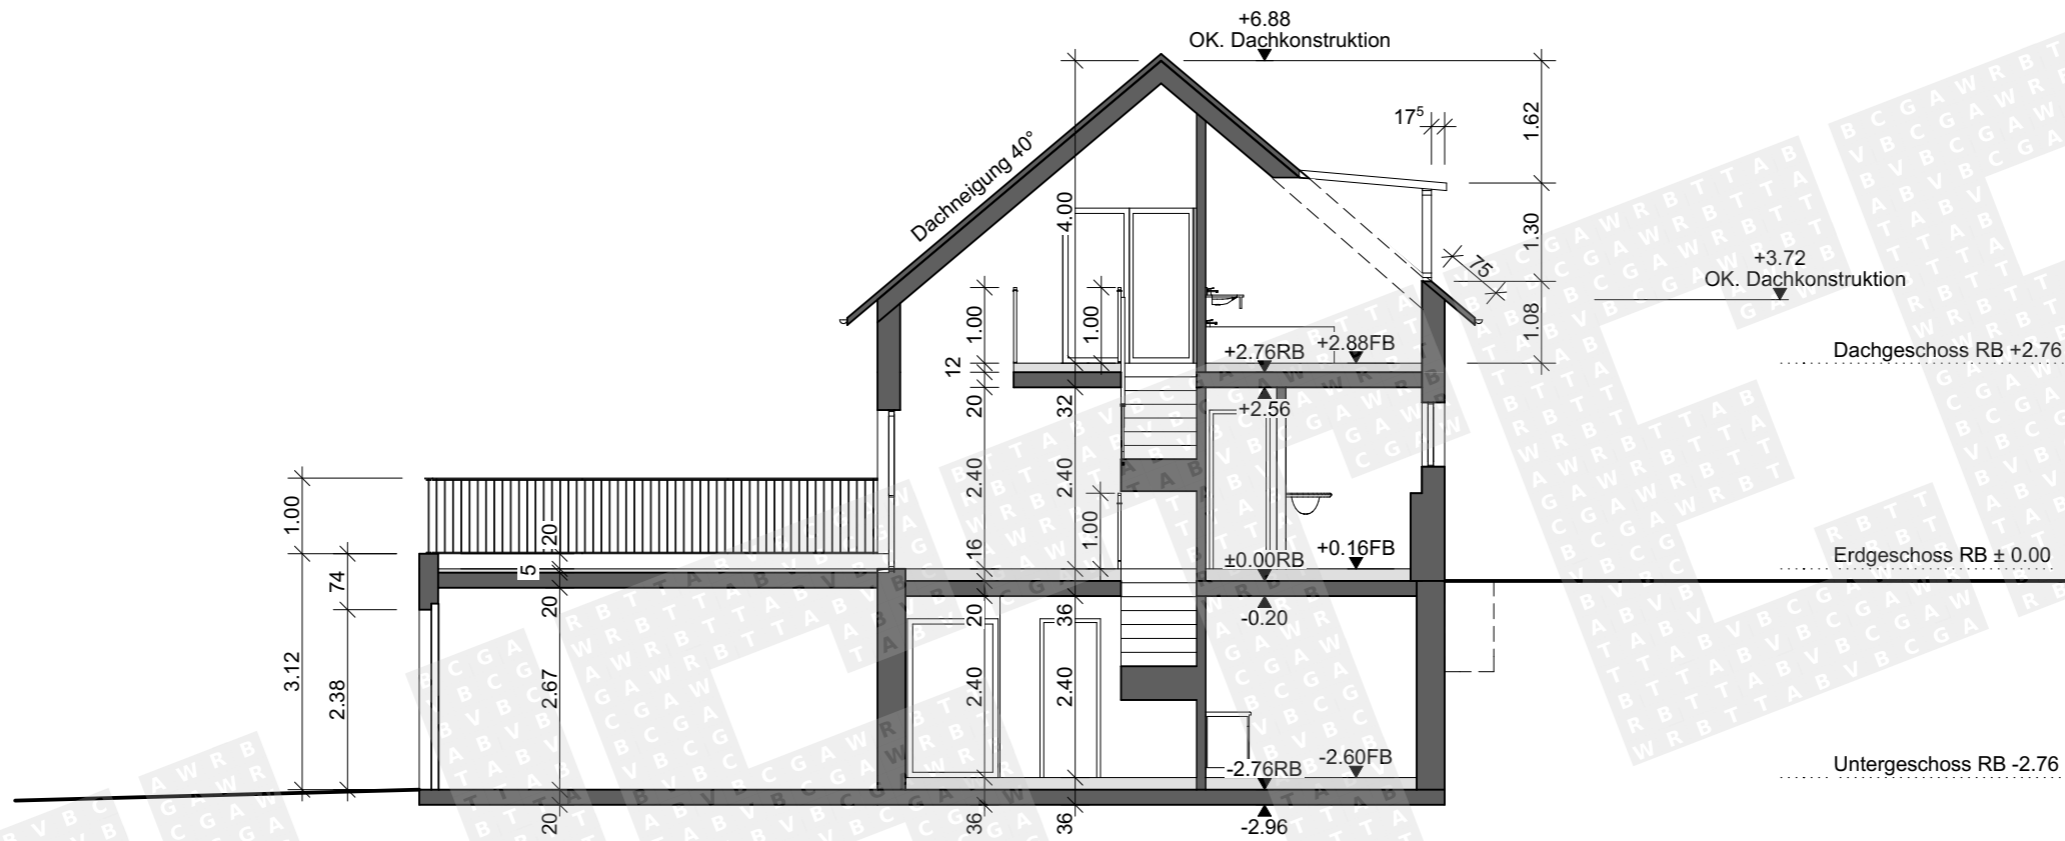 +6.88
OK. Dachkonstruktion
17⁵
1.62
Dachneigung 40°
4.00
1.30
75
+3.72
OK. Dachkonstruktion
1.00
1.00
1.08
+2.76RB
+2.88FB
Dachgeschoss RB +2.76
12
20
32
+2.56
2.40
2.40
1.00
1.00
20
16
±0.00RB
+0.16FB
Erdgeschoss RB ± 0.00
5
74
20
20
36
-0.20
3.12
2.38
2.67
2.40
2.40
-2.60FB
-2.76RB
Untergeschoss RB -2.76
20
36
36
-2.96